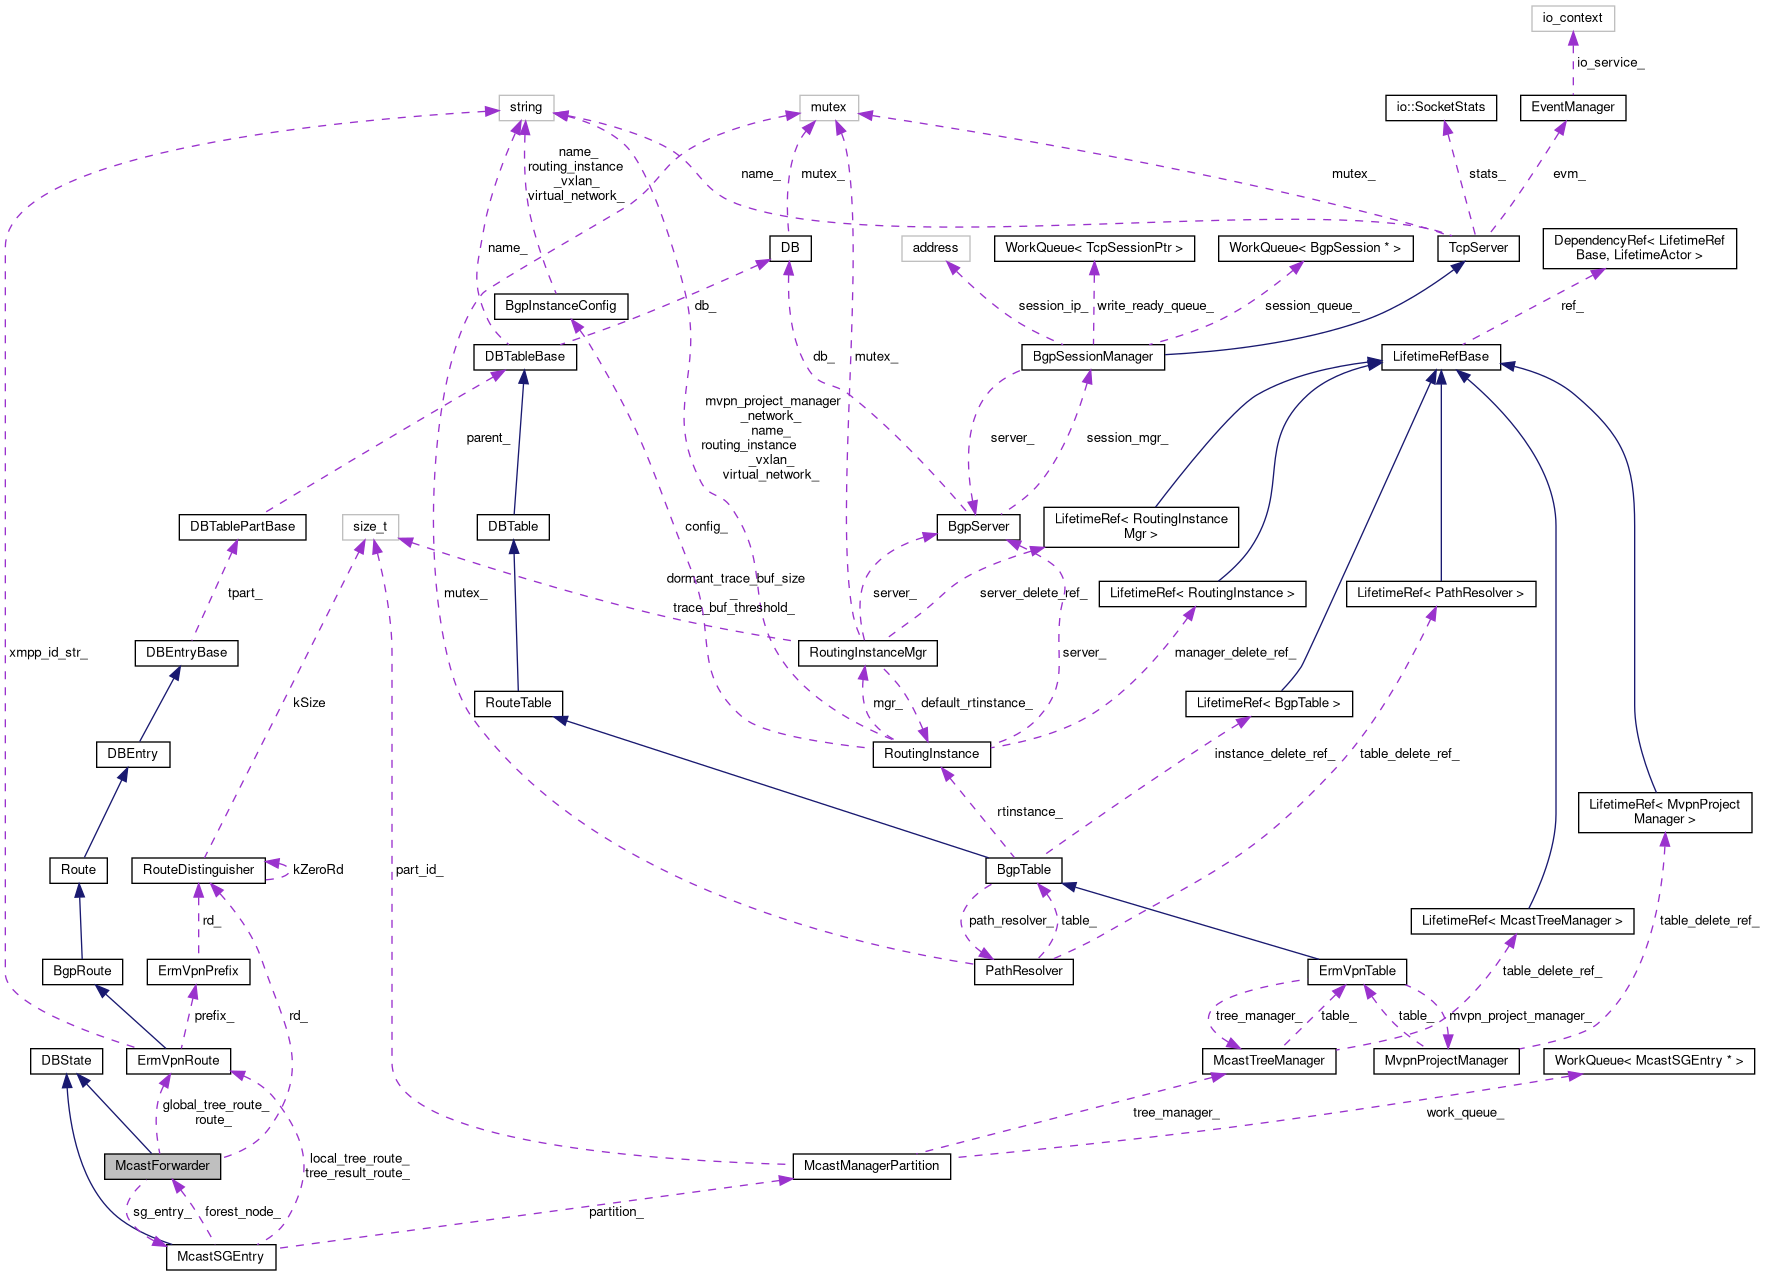 io_context
io_service_
string
mutex
io::SocketStats
EventManager
name_
routing_instance
_vxlan_
virtual_network_
name_
mutex_
mutex_
stats_
evm_
name_
DB
address
WorkQueue< TcpSessionPtr >
WorkQueue< BgpSession * >
TcpServer
DependencyRef< LifetimeRef
Base, LifetimeActor >
BgpInstanceConfig
db_
session_ip_
write_ready_queue_
session_queue_
ref_
DBTableBase
db_
mutex_
BgpSessionManager
LifetimeRefBase
mvpn_project_manager
_network_
name_
routing_instance
_vxlan_
virtual_network_
parent_
server_
session_mgr_
DBTablePartBase
size_t
DBTable
config_
BgpServer
LifetimeRef< RoutingInstance
Mgr >
tpart_
mutex_
dormant_trace_buf_size
_
trace_buf_threshold_
server_
server_delete_ref_
LifetimeRef< RoutingInstance >
LifetimeRef< PathResolver >
xmpp_id_str_
DBEntryBase
RoutingInstanceMgr
server_
manager_delete_ref_
kSize
RouteTable
mgr_
default_rtinstance_
LifetimeRef< BgpTable >
DBEntry
RoutingInstance
instance_delete_ref_
table_delete_ref_
rtinstance_
LifetimeRef< MvpnProject
Manager >
Route
RouteDistinguisher
kZeroRd
part_id_
BgpTable
rd_
path_resolver_
table_
LifetimeRef< McastTreeManager >
table_delete_ref_
BgpRoute
ErmVpnPrefix
PathResolver
ErmVpnTable
table_delete_ref_
prefix_
rd_
tree_manager_
table_
table_
mvpn_project_manager_
DBState
ErmVpnRoute
McastTreeManager
MvpnProjectManager
WorkQueue< McastSGEntry * >
global_tree_route_
route_
tree_manager_
work_queue_
McastForwarder
local_tree_route_
tree_result_route_
McastManagerPartition
sg_entry_
forest_node_
partition_
McastSGEntry